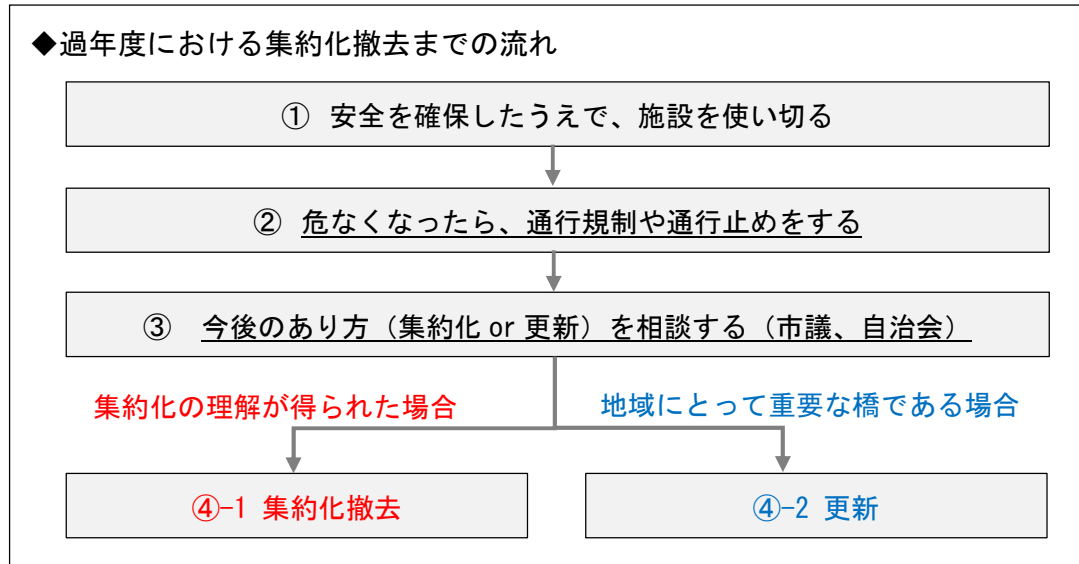 ◆過年度における集約化撤去までの流れ
① 安全を確保したうえで、施設を使い切る
② 危なくなったら、通行規制や通行止めをする
③ 今後のあり方（集約化 or 更新）を相談する（市議、自治会）
集約化の理解が得られた場合
地域にとって重要な橋である場合
④-1 集約化撤去
④-2 更新